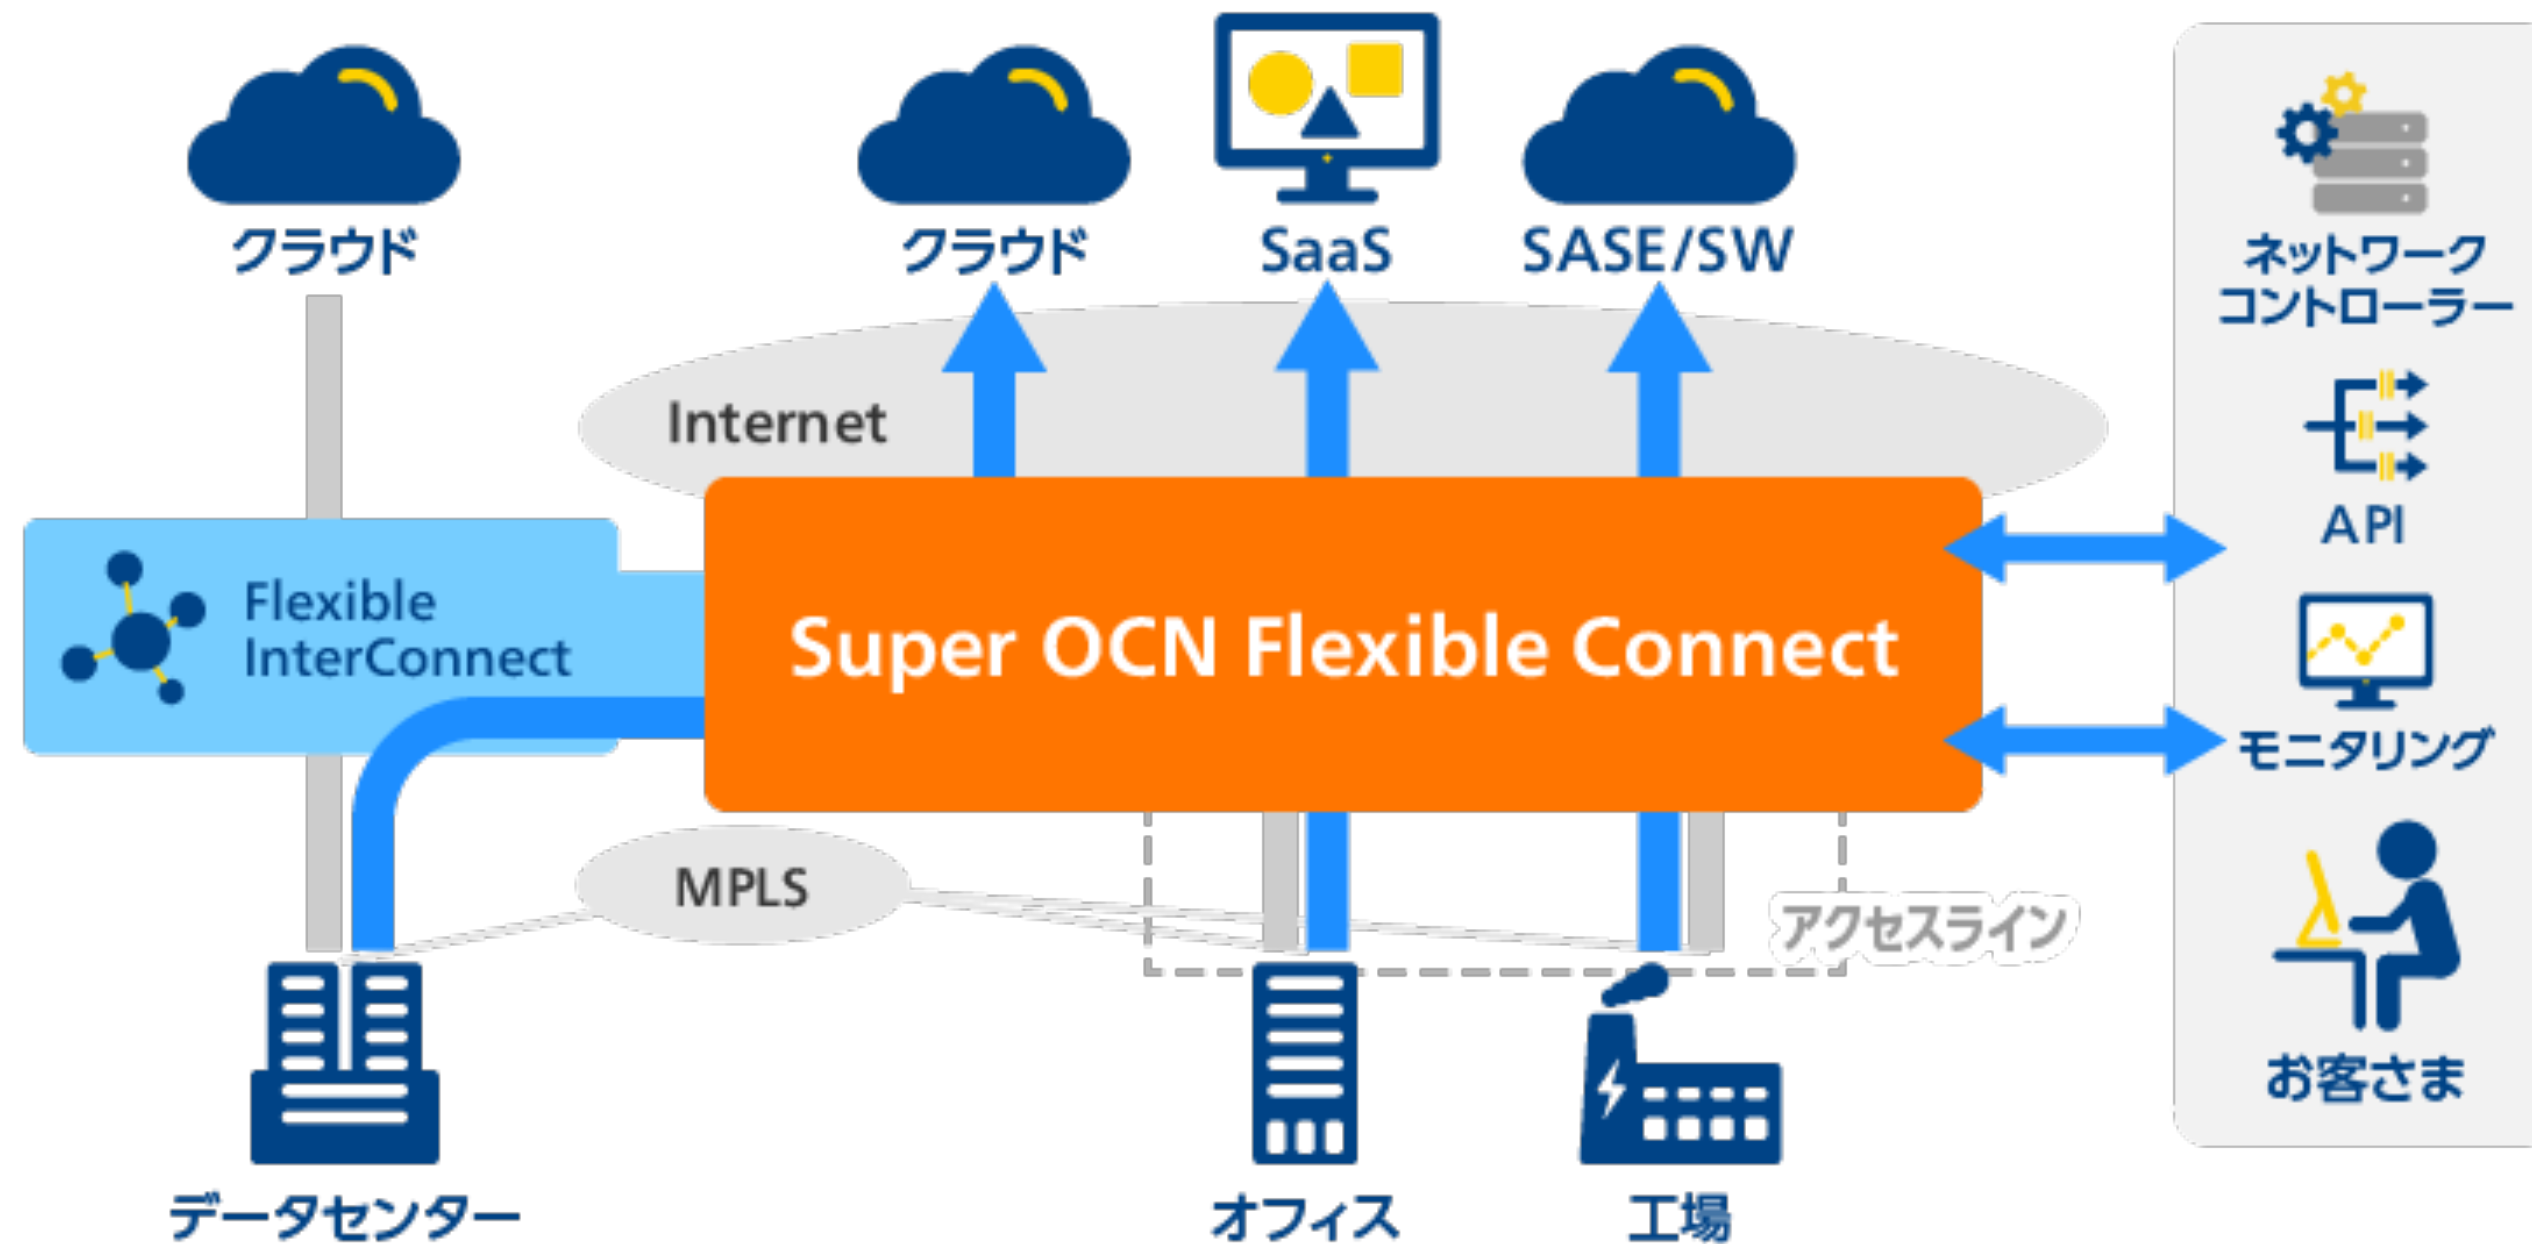 クラウド
クラウド
SaaS
SASE/SW
Internet
Flexible
InterConnect
Super OCN Flexible Connect
MPLS
アクセスライン
データセンター
オフィス
工場
ネットワーク
コントローラー
API
モニタリング
お客さま